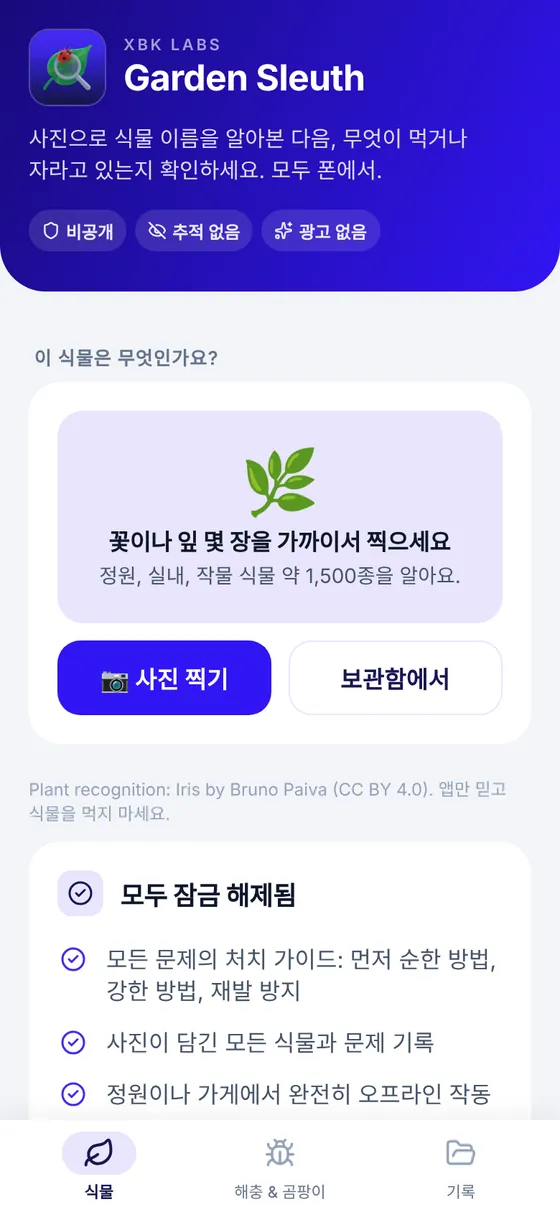 XBK LABS
Garden Sleuth
사진으로 식물 이름을 알아본 다음, 무엇이 먹거나
자라고 있는지 확인하세요. 모두 폰에서.
비공개
추적 없음
광고 없음
이 식물은 무엇인가요?
꽃이나 잎 몇 장을 가까이서 찍으세요
정원, 실내, 작물 식물 약 1,500종을 알아요.
📷 사진 찍기
보관함에서
Plant recognition: Iris by Bruno Paiva (CC BY 4.0). 앱만 믿고
식물을 먹지 마세요.
모두 잠금 해제됨
모든 문제의 처치 가이드: 먼저 순한 방법,
강한 방법, 재발 방지
사진이 담긴 모든 식물과 문제 기록
정원이나 가게에서 완전히 오프라인 작동
식물
해충 & 곰팡이
기록